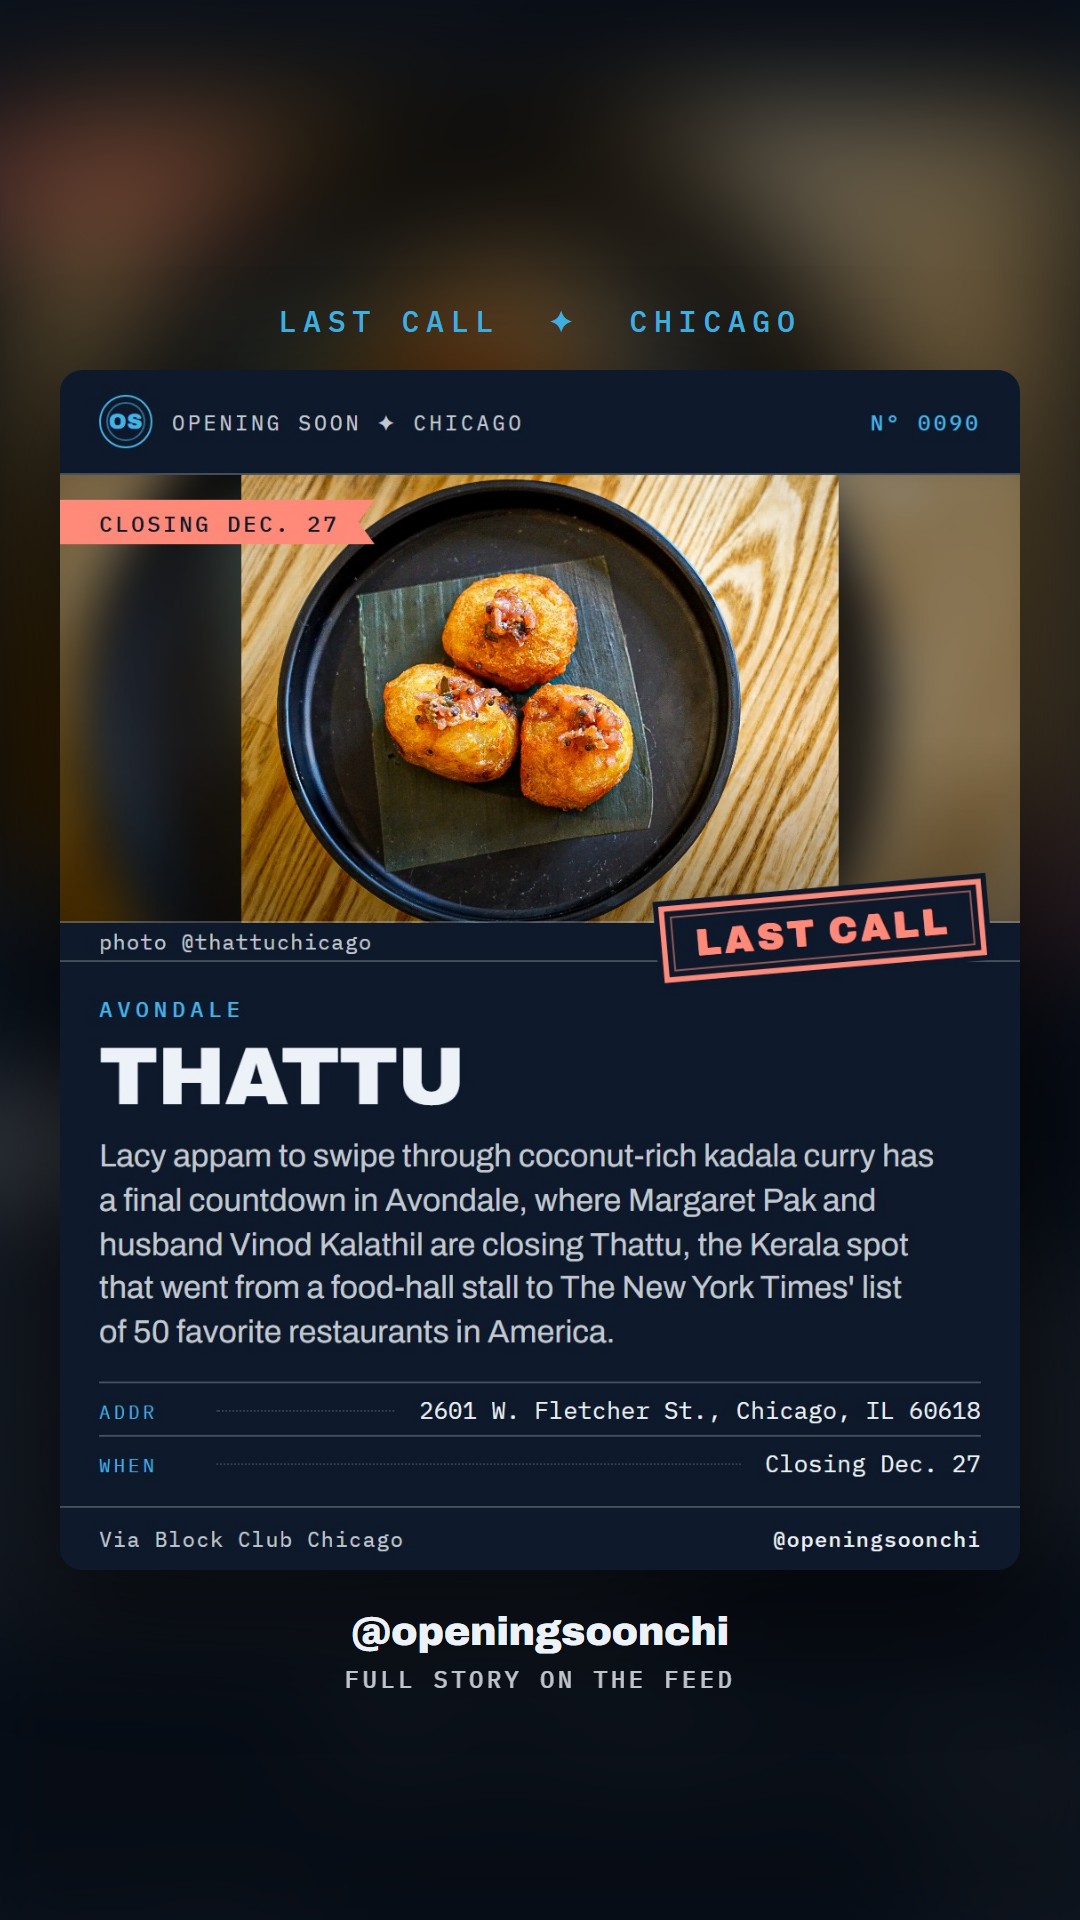 LAST CALL ✦ CHICAGO
OS OPENING SOON ✦ CHICAGO
N° 0090
CLOSING DEC. 27
LAST CALL
photo @thattuchicago
AVONDALE
THATTU
Lacy appam to swipe through coconut-rich kadala curry has
a final countdown in Avondale, where Margaret Pak and
husband Vinod Kalathil are closing Thattu, the Kerala spot
that went from a food-hall stall to The New York Times' list
of 50 favorite restaurants in America.
ADDR 2601 W. Fletcher St., Chicago, IL 60618
WHEN Closing Dec. 27
Via Block Club Chicago
@openingsoonchi
@openingsoonchi
FULL STORY ON THE FEED